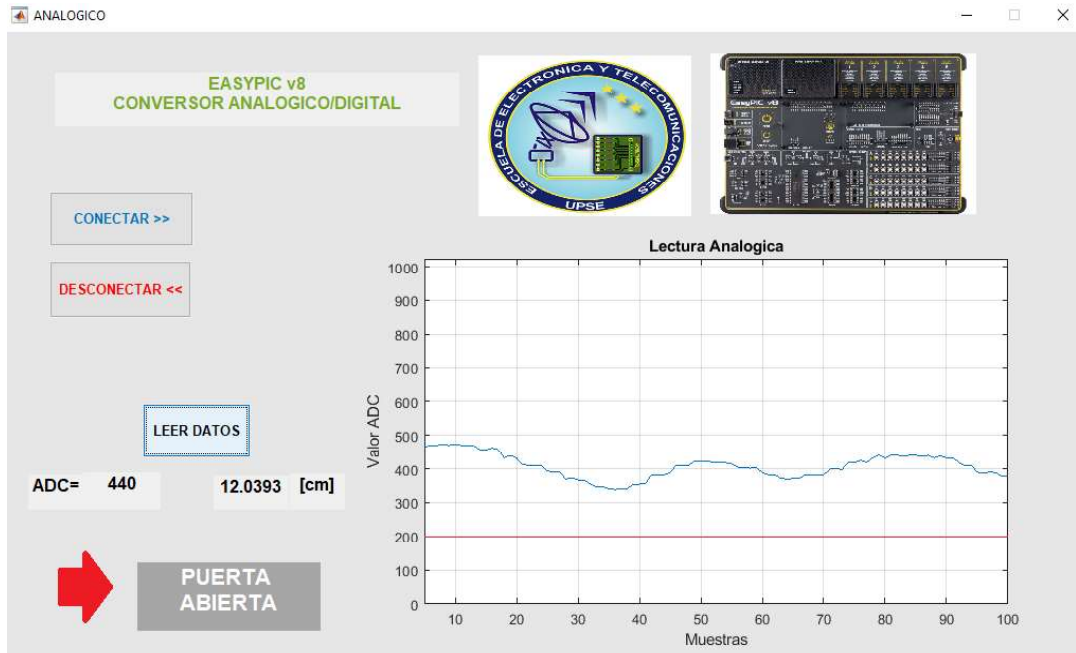 ANALOGICO
EASYPIC v8
CONVERSOR ANALOGICO/DIGITAL
ESCUELA DE ELECTRONICA Y TELECOMUNICACIONES
UPSE
EasyPIC v8
CONECTAR >>
DESCONECTAR <<
LEER DATOS
ADC= 440 12.0393 [cm]
PUERTA
ABIERTA
Lectura Analogica
Valor ADC
1000
900
800
700
600
500
400
300
200
100
0
10 20 30 40 50 60 70 80 90 100
Muestras